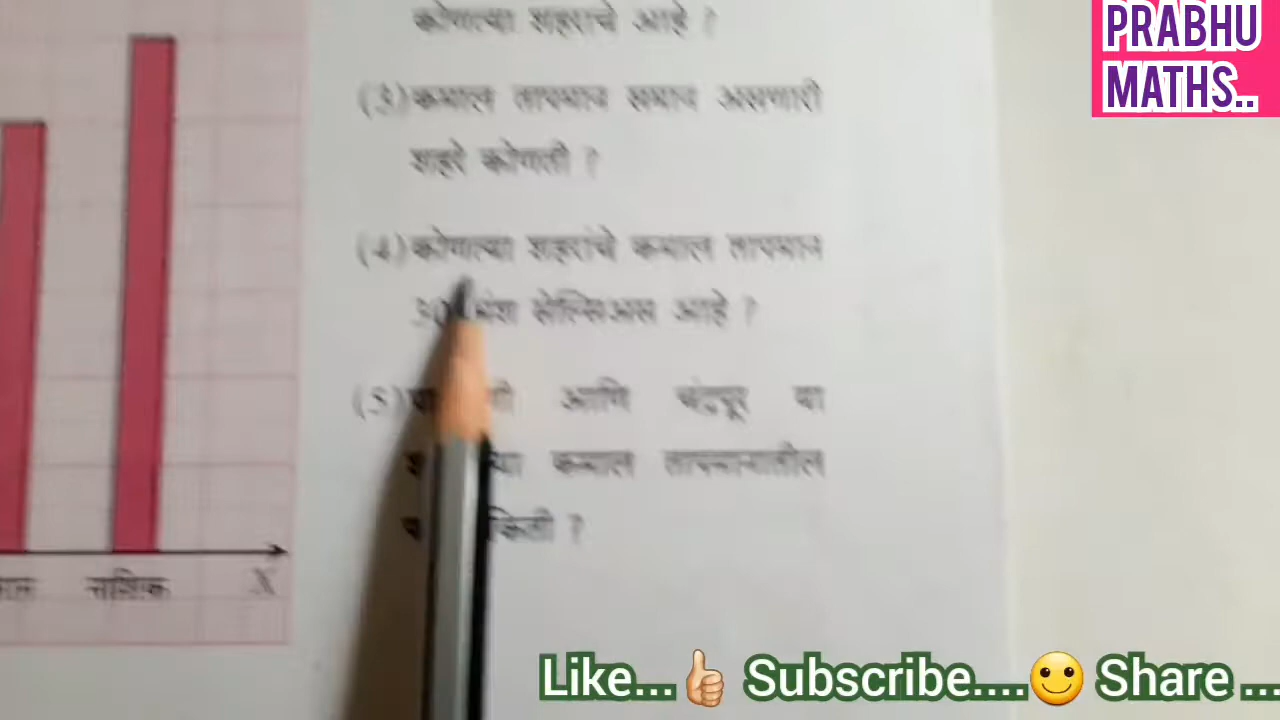 कोणत्या शहराचे आहे ?
(3) कमाल तापमान समान असणारी
शहरे कोणती ?
(4) कोणत्या शहरांचे कमाल तापमान
30 अंश सेल्सिअस आहे ?
(5) आणि चंद्रपूर या
कमाल तापमानातील
किती ?
नाशिक X
PRABHU
MATHS..
Like... Subscribe.... Share ...